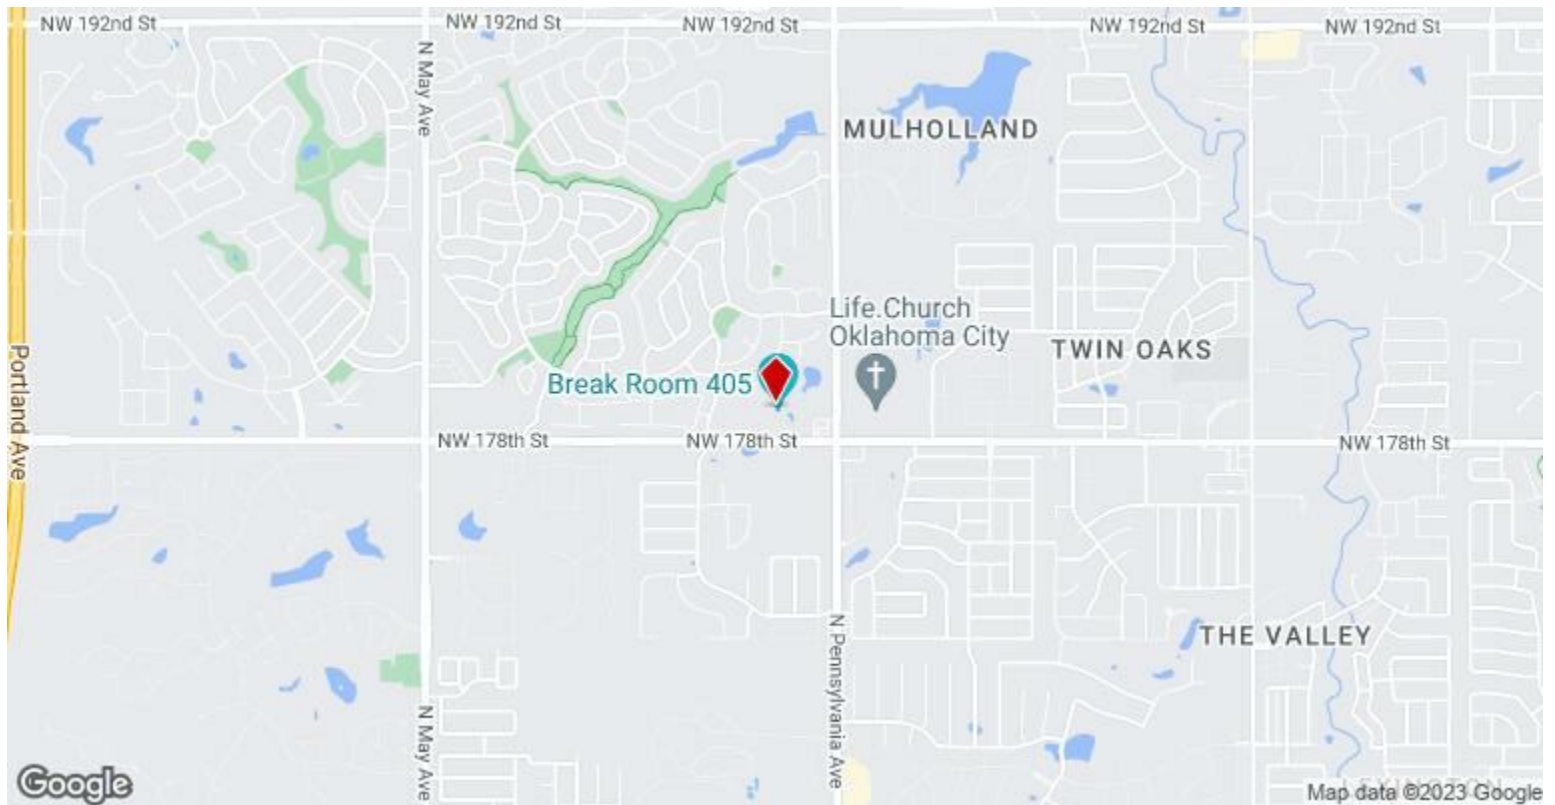 NW 192nd St
NW 192nd St
NW 192nd St
NW 192nd St
NW 192nd St
N May Ave
MULHOLLAND
Life.Church
Oklahoma City
TWIN OAKS
Portland Ave
Break Room 405
NW 178th St
NW 178th St
NW 178th St
THE VALLEY
N Pennsylvania Ave
N May Ave
Google
Map data ©2023 Google